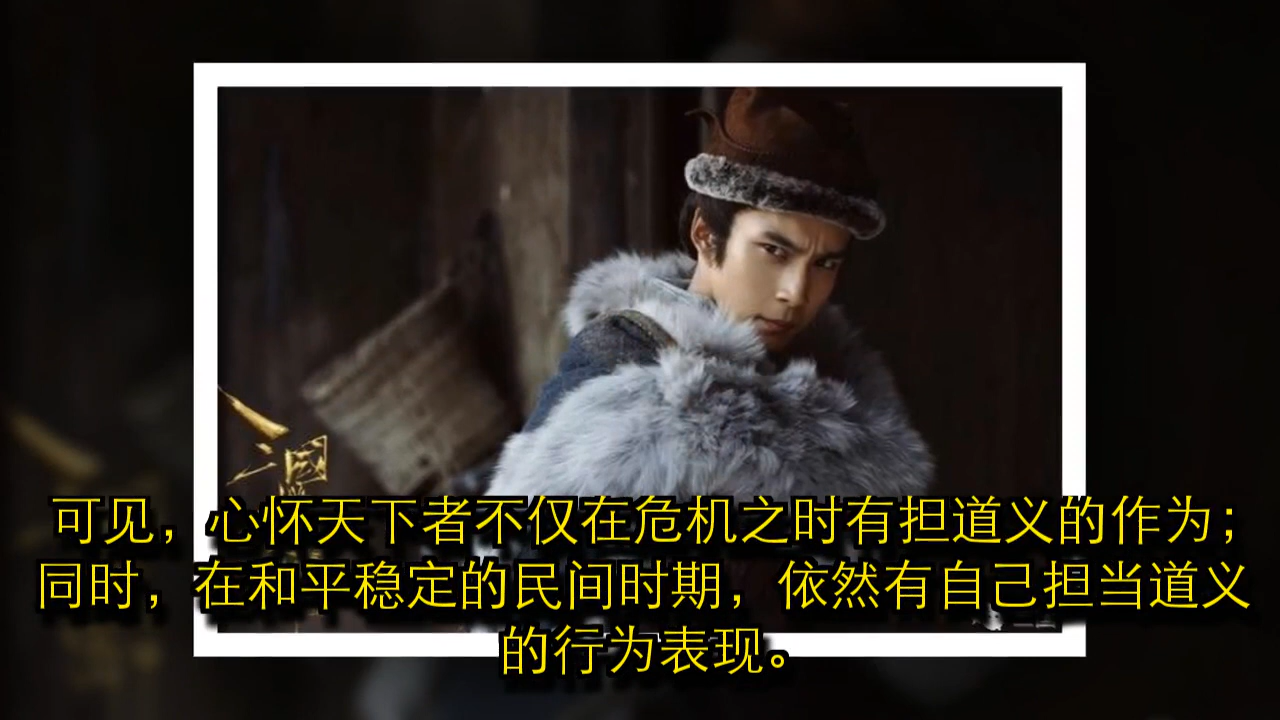 三國
可见，心怀天下者不仅在危机之时有担道义的作为；
同时，在和平稳定的民间时期，依然有自己担当道义
的行为表现。